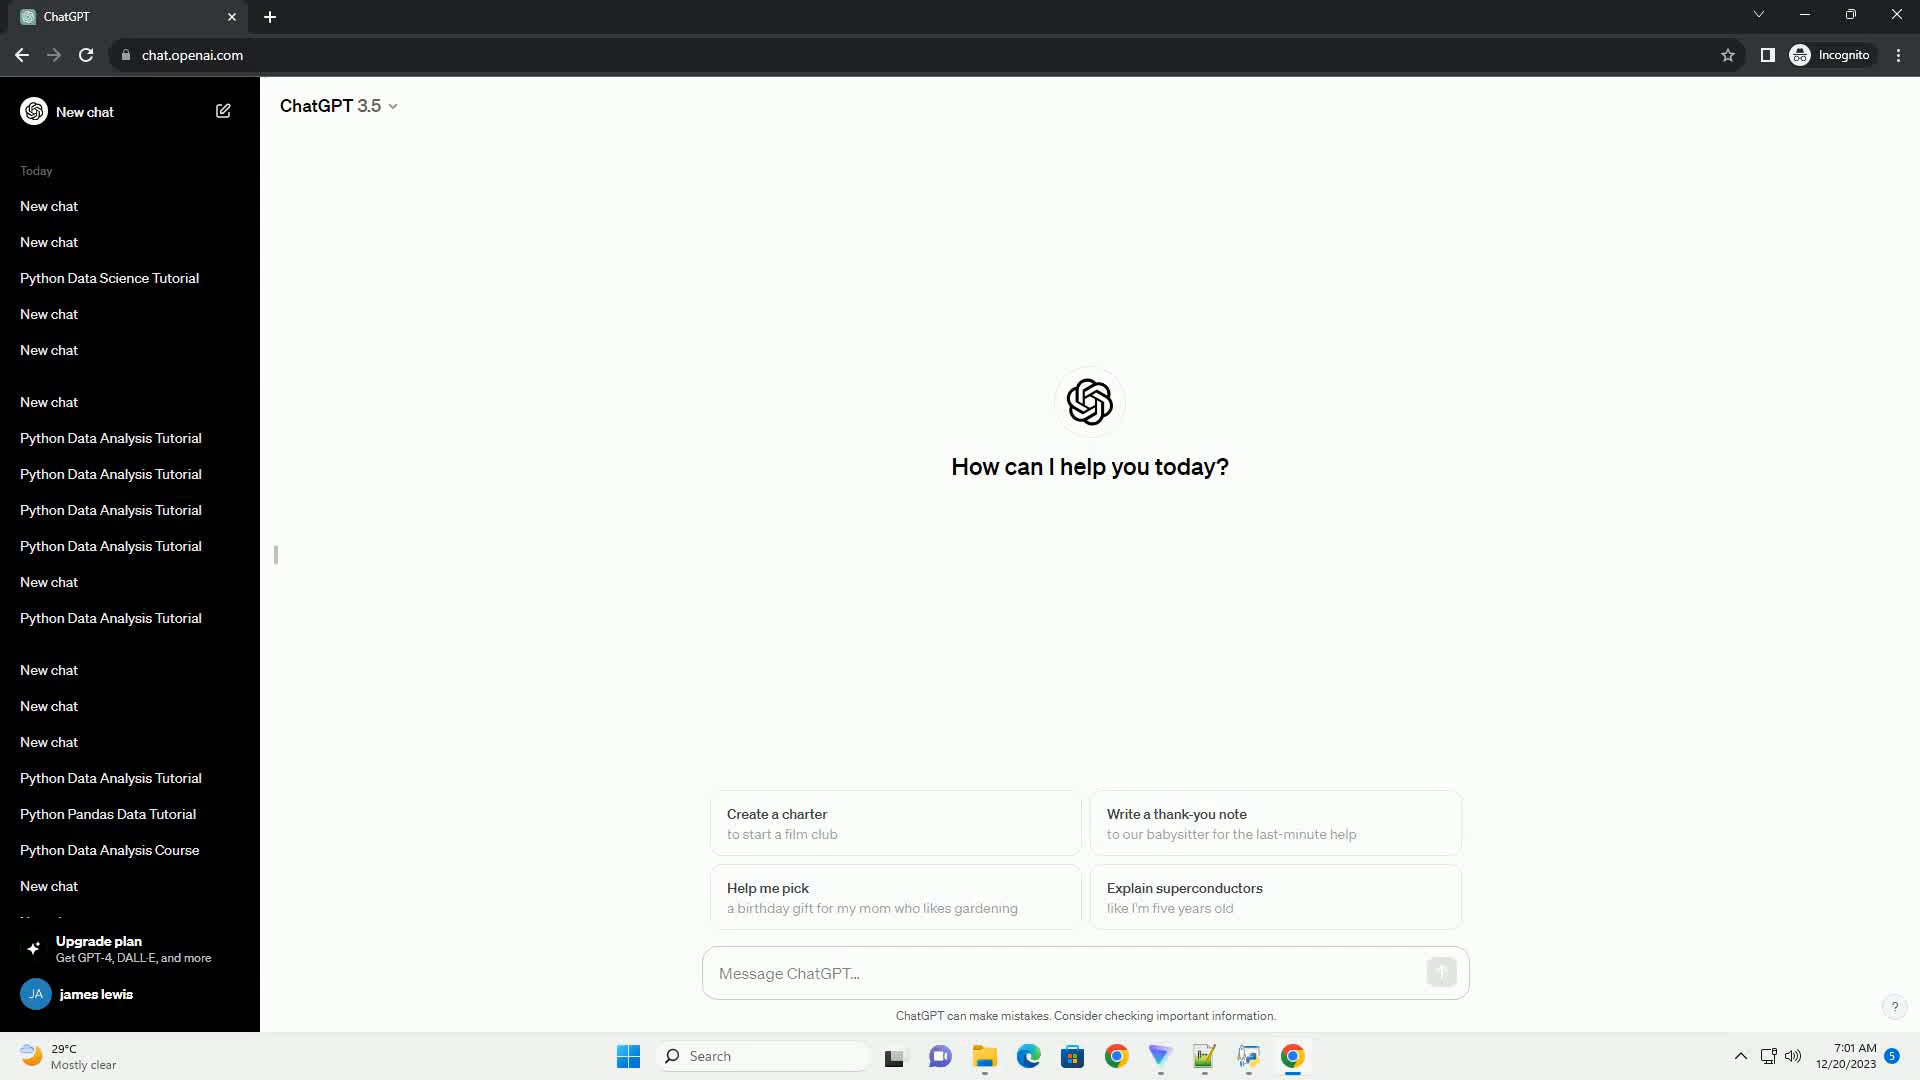 ChatGPT
chat.openai.com
Incognito
New chat
ChatGPT 3.5
Today
New chat
New chat
Python Data Science Tutorial
New chat
New chat
New chat
Python Data Analysis Tutorial
Python Data Analysis Tutorial
Python Data Analysis Tutorial
Python Data Analysis Tutorial
New chat
Python Data Analysis Tutorial
New chat
New chat
New chat
Python Data Analysis Tutorial
Python Pandas Data Tutorial
Python Data Analysis Course
New chat
Upgrade plan
Get GPT-4, DALL·E, and more
JA james lewis
How can I help you today?
Create a charter
to start a film club
Write a thank-you note
to our babysitter for the last-minute help
Help me pick
a birthday gift for my mom who likes gardening
Explain superconductors
like I'm five years old
Message ChatGPT...
ChatGPT can make mistakes. Consider checking important information.
?
29°C
Mostly clear
Search
7:01 AM
12/20/2023
5